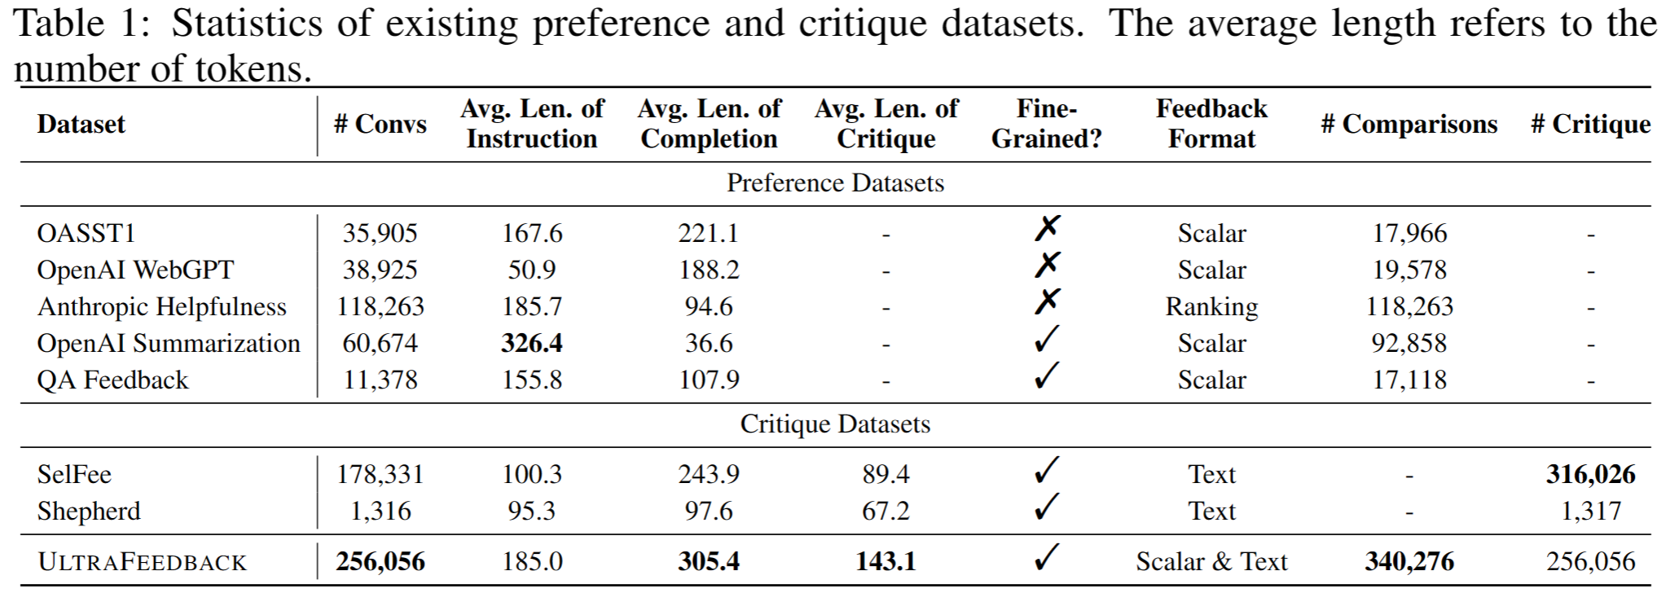 Table 1: Statistics of existing preference and critique datasets. The average length refers to the
number of tokens.
Dataset # Convs Avg. Len. of Instruction Avg. Len. of Completion Avg. Len. of Critique Fine-Grained? Feedback Format # Comparisons # Critique
Preference Datasets
OASST1 35,905 167.6 221.1 - ✗ Scalar 17,966 -
OpenAI WebGPT 38,925 50.9 188.2 - ✗ Scalar 19,578 -
Anthropic Helpfulness 118,263 185.7 94.6 - ✗ Ranking 118,263 -
OpenAI Summarization 60,674 326.4 36.6 - ✓ Scalar 92,858 -
QA Feedback 11,378 155.8 107.9 - ✓ Scalar 17,118 -
Critique Datasets
SelFee 178,331 100.3 243.9 89.4 ✓ Text - 316,026
Shepherd 1,316 95.3 97.6 67.2 ✓ Text - 1,317
ULTRAFEEDBACK 256,056 185.0 305.4 143.1 ✓ Scalar & Text 340,276 256,056